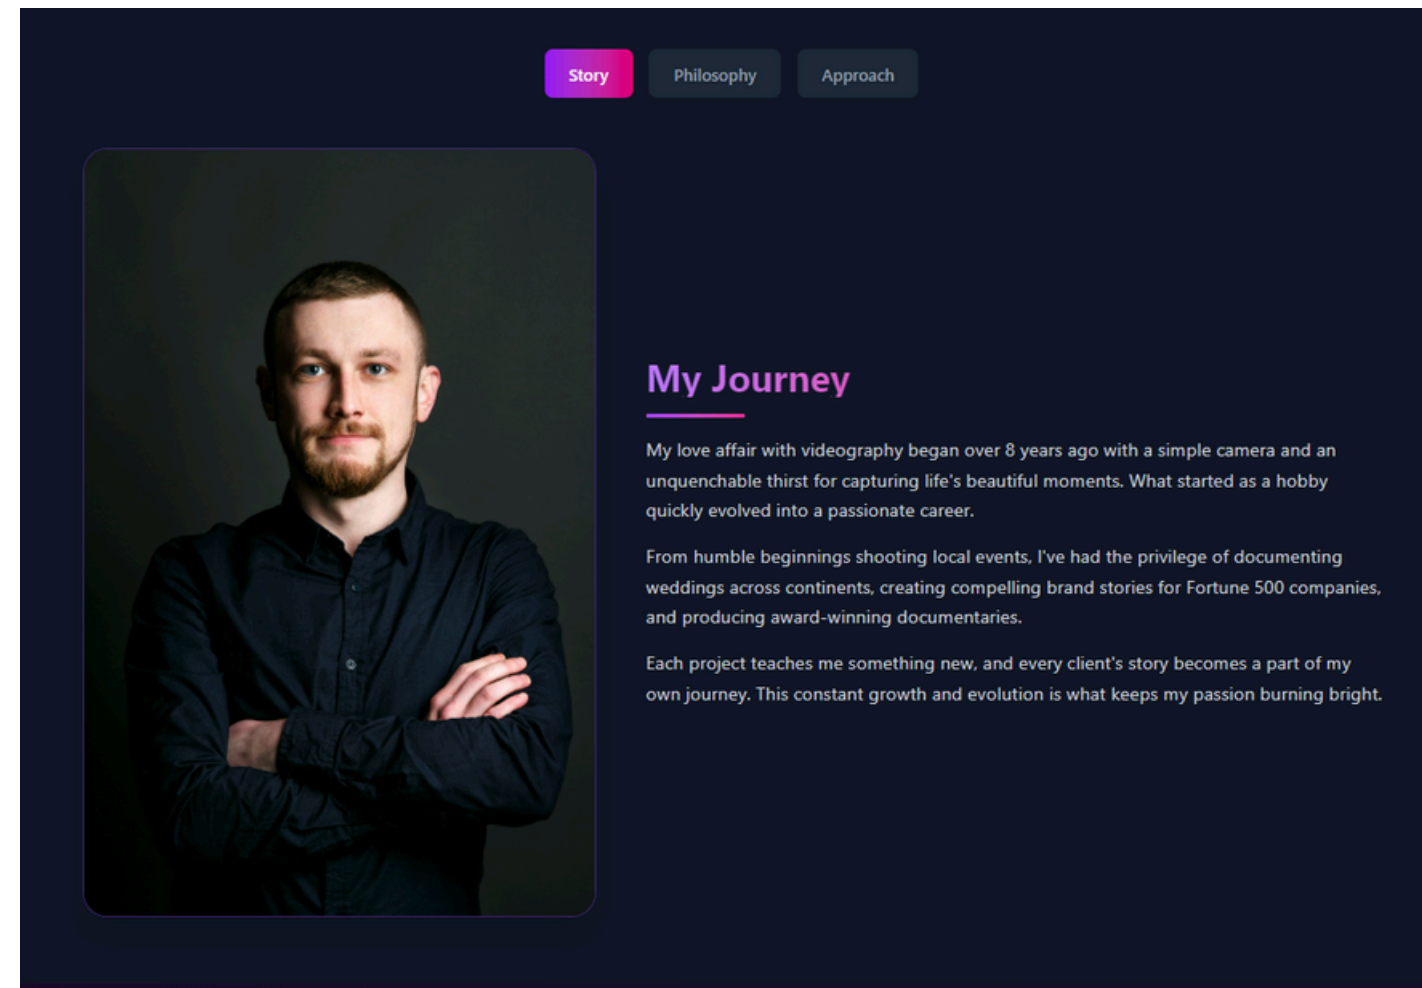 Story
Philosophy
Approach
My Journey
My love affair with videography began over 8 years ago with a simple camera and an
unquenchable thirst for capturing life's beautiful moments. What started as a hobby
quickly evolved into a passionate career.
From humble beginnings shooting local events, I've had the privilege of documenting
weddings across continents, creating compelling brand stories for Fortune 500 companies,
and producing award-winning documentaries.
Each project teaches me something new, and every client's story becomes a part of my
own journey. This constant growth and evolution is what keeps my passion burning bright.